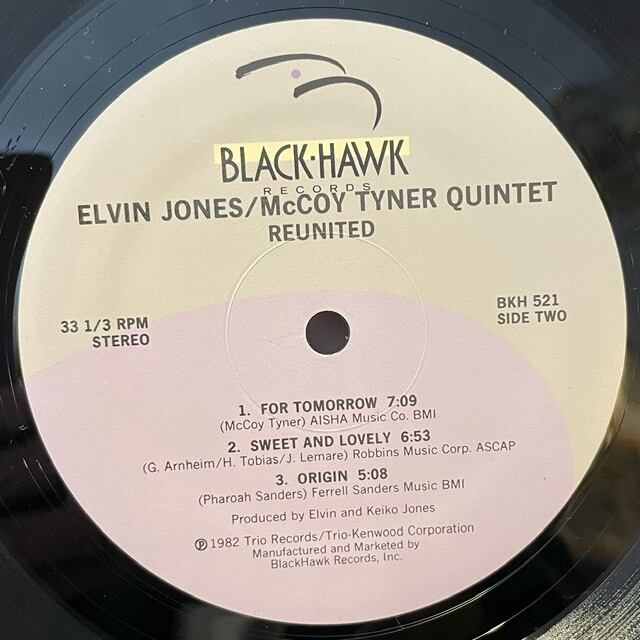 BLACK·HAWK
RECORDS
ELVIN JONES/McCOY TYNER QUINTET
REUNITED
33 1/3 RPM
STEREO
BKH 521
SIDE TWO
1. FOR TOMORROW 7:09
(McCoy Tyner) AISHA Music Co. BMI
2. SWEET AND LOVELY 6:53
(G. Arnheim/H. Tobias/J. Lemare) Robbins Music Corp. ASCAP
3. ORIGIN 5:08
(Pharoah Sanders) Ferrell Sanders Music BMI
Produced by Elvin and Keiko Jones
℗ 1982 Trio Records/Trio-Kenwood Corporation
Manufactured and Marketed by
BlackHawk Records, Inc.